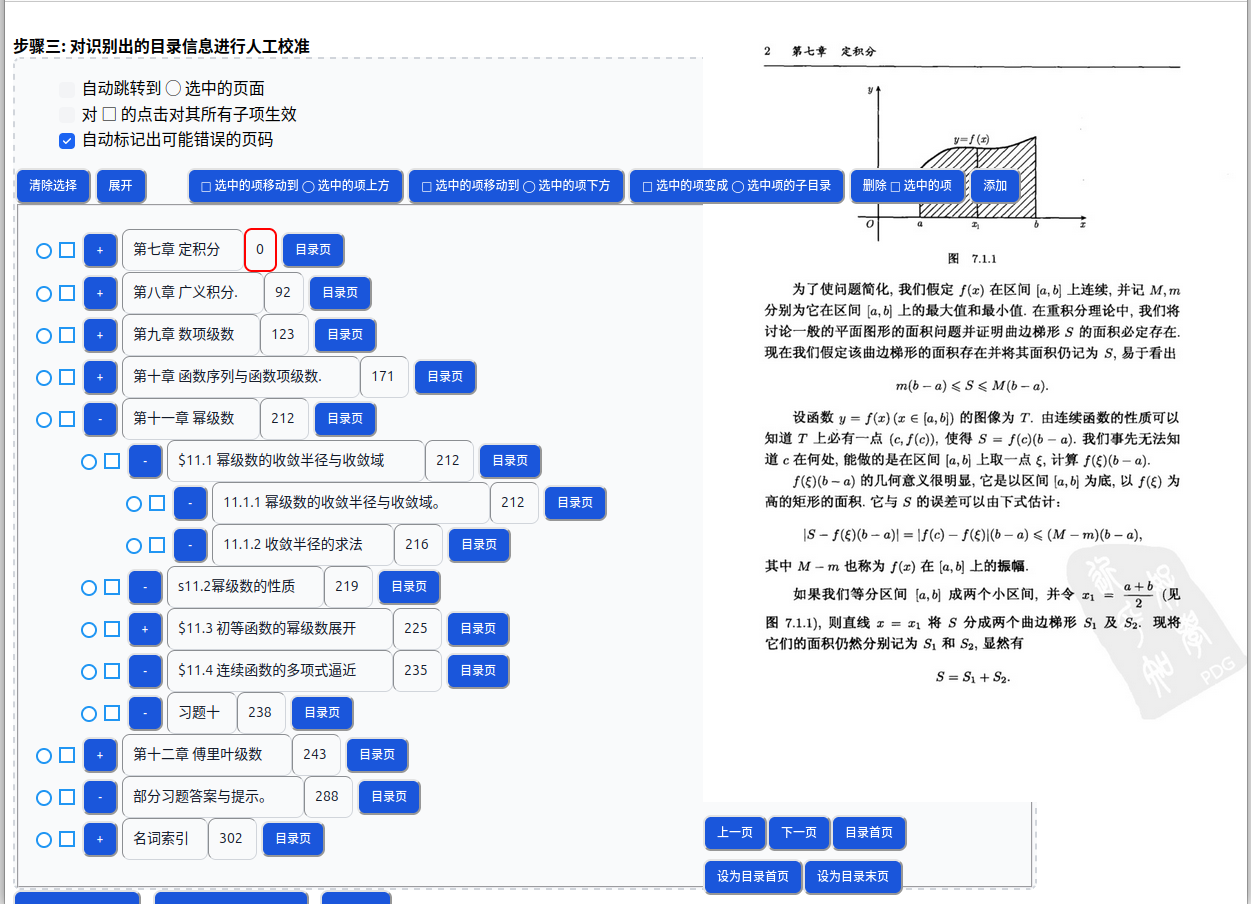 步骤三: 对识别出的目录信息进行人工校准
自动跳转到 ○ 选中的页面
对 □ 的点击对其所有子项生效
自动标记出可能错误的页码
清除选择 展开 □ 选中的项移动到 ○ 选中的项上方 □ 选中的项移动到 ○ 选中的项下方 □ 选中的项变成 ○ 选中项的子目录 删除 □ 选中的项 添加
+ 第七章 定积分 0 目录页
+ 第八章 广义积分. 92 目录页
+ 第九章 数项级数 123 目录页
+ 第十章 函数序列与函数项级数. 171 目录页
- 第十一章 幂级数 212 目录页
- $11.1 幂级数的收敛半径与收敛域 212 目录页
- 11.1.1 幂级数的收敛半径与收敛域。 212 目录页
- 11.1.2 收敛半径的求法 216 目录页
- s11.2幂级数的性质 219 目录页
+ $11.3 初等函数的幂级数展开 225 目录页
- $11.4 连续函数的多项式逼近 235 目录页
- 习题十 238 目录页
+ 第十二章 傅里叶级数 243 目录页
- 部分习题答案与提示。 288 目录页
+ 名词索引 302 目录页
2 第七章 定积分
y
y=f(x)
O a x₁ b x
图 7.1.1
为了使问题简化, 我们假定 f(x) 在区间 [a,b] 上连续, 并记 M,m
分别为它在区间 [a,b] 上的最大值和最小值. 在重积分理论中, 我们将
讨论一般的平面图形的面积问题并证明曲边梯形 S 的面积必定存在.
现在我们假定该曲边梯形的面积存在并将其面积仍记为 S, 易于看出
m(b − a) ⩽ S ⩽ M(b − a).
设函数 y = f(x) (x ∈ [a,b]) 的图像为 T. 由连续函数的性质可以
知道 T 上必有一点 (c, f(c)), 使得 S = f(c)(b − a). 我们事先无法知
道 c 在何处, 能做的是在区间 [a,b] 上取一点 ξ, 计算 f(ξ)(b − a).
f(ξ)(b − a) 的几何意义很明显, 它是以区间 [a,b] 为底, 以 f(ξ) 为
高的矩形的面积. 它与 S 的误差可以由下式估计:
|S − f(ξ)(b − a)| = |f(c) − f(ξ)|(b − a) ⩽ (M − m)(b − a),
其中 M − m 也称为 f(x) 在 [a,b] 上的振幅.
如果我们等分区间 [a,b] 成两个小区间, 并令 x₁ = (a + b)/2 (见
图 7.1.1), 则直线 x = x₁ 将 S 分成两个曲边梯形 S₁ 及 S₂. 现将
它们的面积仍然分别记为 S₁ 和 S₂, 显然有
S = S₁ + S₂.
PDG
上一页 下一页 目录首页
设为目录首页 设为目录末页